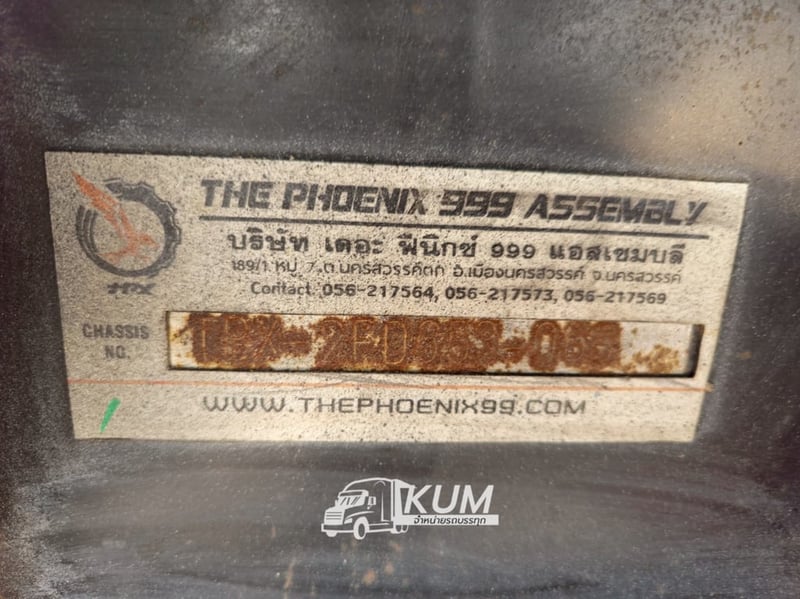 THE PHOENIX 999 ASSEMBLY
บริษัท เดอะ ฟีนิกซ์ 999 แอสเซมบลี
189/1 หมู่ 7 ต.นครสวรรค์ตก อ.เมืองนครสวรรค์ จ.นครสวรรค์
Contact 056-217564, 056-217573, 056-217569
CHASSIS
NO.
WWW.THEPHOENIX99.COM
KUM
จำหน่ายรถบรรทุก